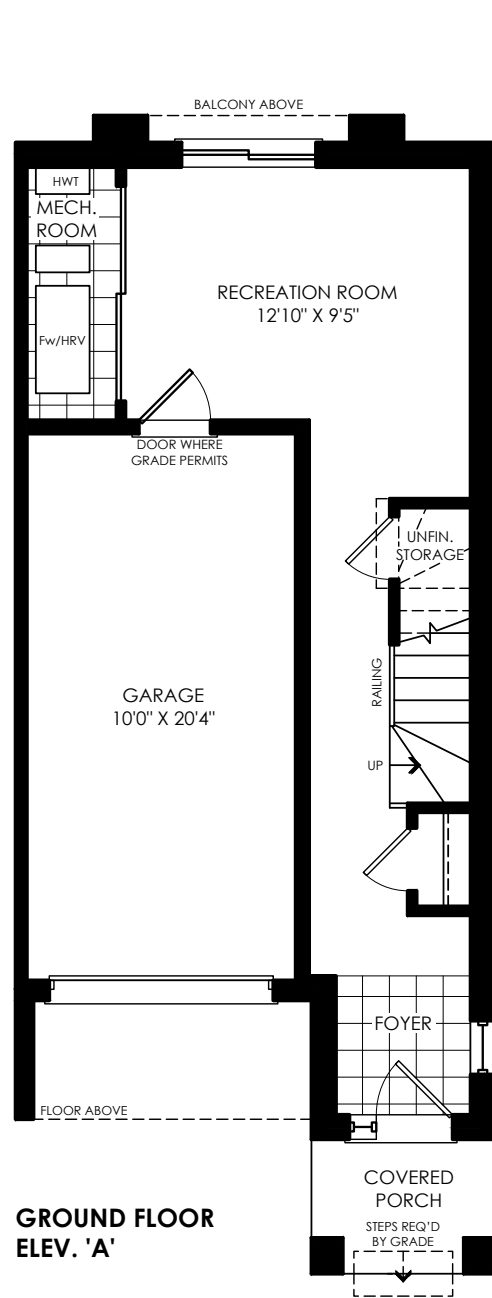 BALCONY ABOVE
HWT
MECH.
ROOM
RECREATION ROOM
12'10" X 9'5"
Fw/HRV
DOOR WHERE
GRADE PERMITS
UNFIN.
STORAGE
RAILING
GARAGE
10'0" X 20'4"
UP
FOYER
FLOOR ABOVE
COVERED
PORCH
STEPS REQ'D
BY GRADE
GROUND FLOOR
ELEV. 'A'